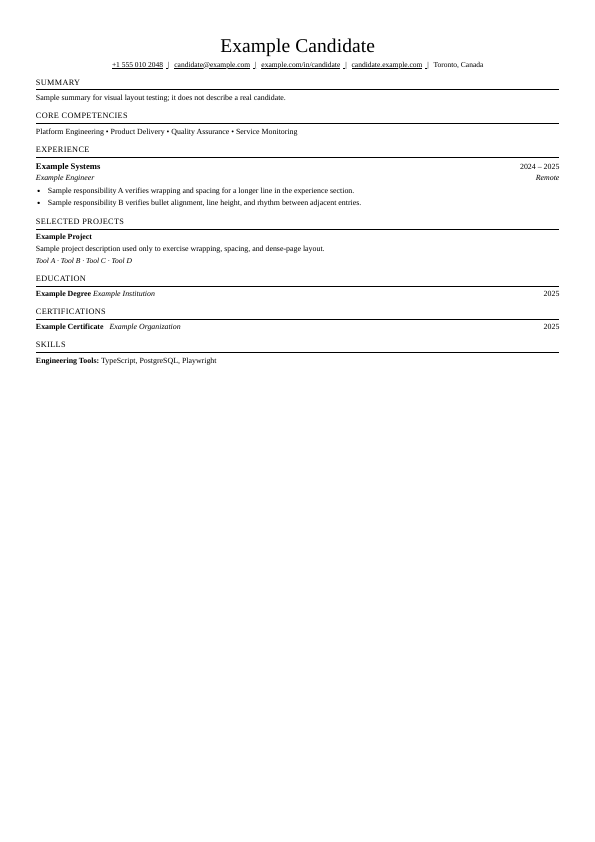 Example Candidate
+1 555 010 2048 | candidate@example.com | example.com/in/candidate | candidate.example.com | Toronto, Canada
SUMMARY
Sample summary for visual layout testing; it does not describe a real candidate.
CORE COMPETENCIES
Platform Engineering • Product Delivery • Quality Assurance • Service Monitoring
EXPERIENCE
Example Systems 2024 – 2025
Example Engineer Remote
• Sample responsibility A verifies wrapping and spacing for a longer line in the experience section.
• Sample responsibility B verifies bullet alignment, line height, and rhythm between adjacent entries.
SELECTED PROJECTS
Example Project
Sample project description used only to exercise wrapping, spacing, and dense-page layout.
Tool A · Tool B · Tool C · Tool D
EDUCATION
Example Degree Example Institution 2025
CERTIFICATIONS
Example Certificate Example Organization 2025
SKILLS
Engineering Tools: TypeScript, PostgreSQL, Playwright